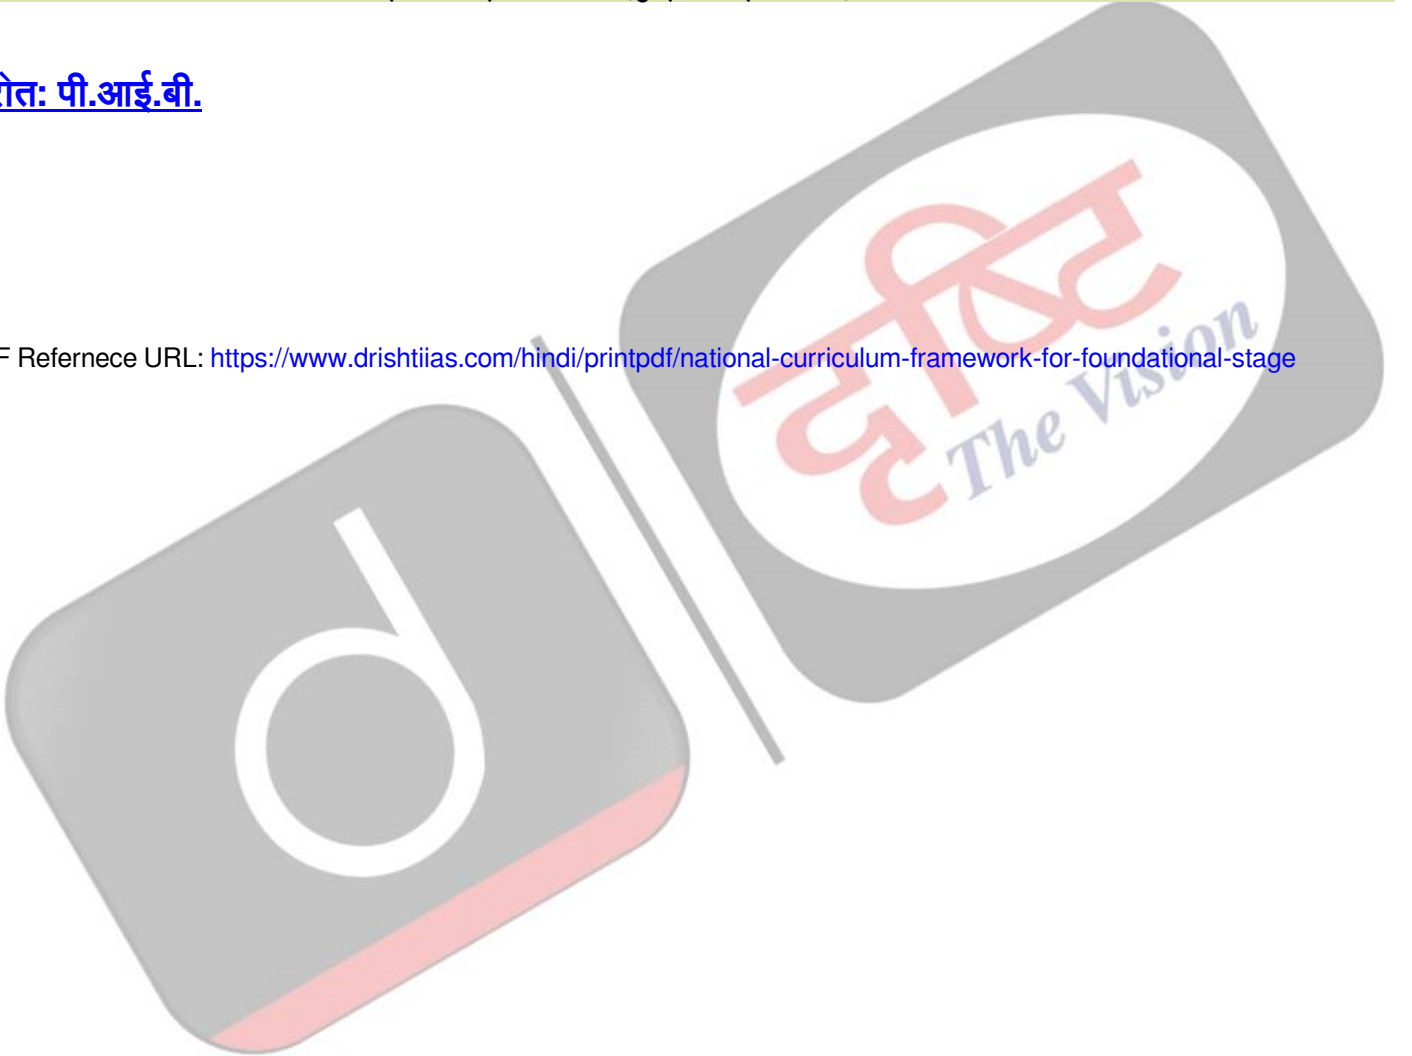 पी.आई.बी.
F Refernece URL: https://www.drishtiias.com/hindi/printpdf/national-curriculum-framework-for-foundational-stage
दृष्टि
The Vision
d